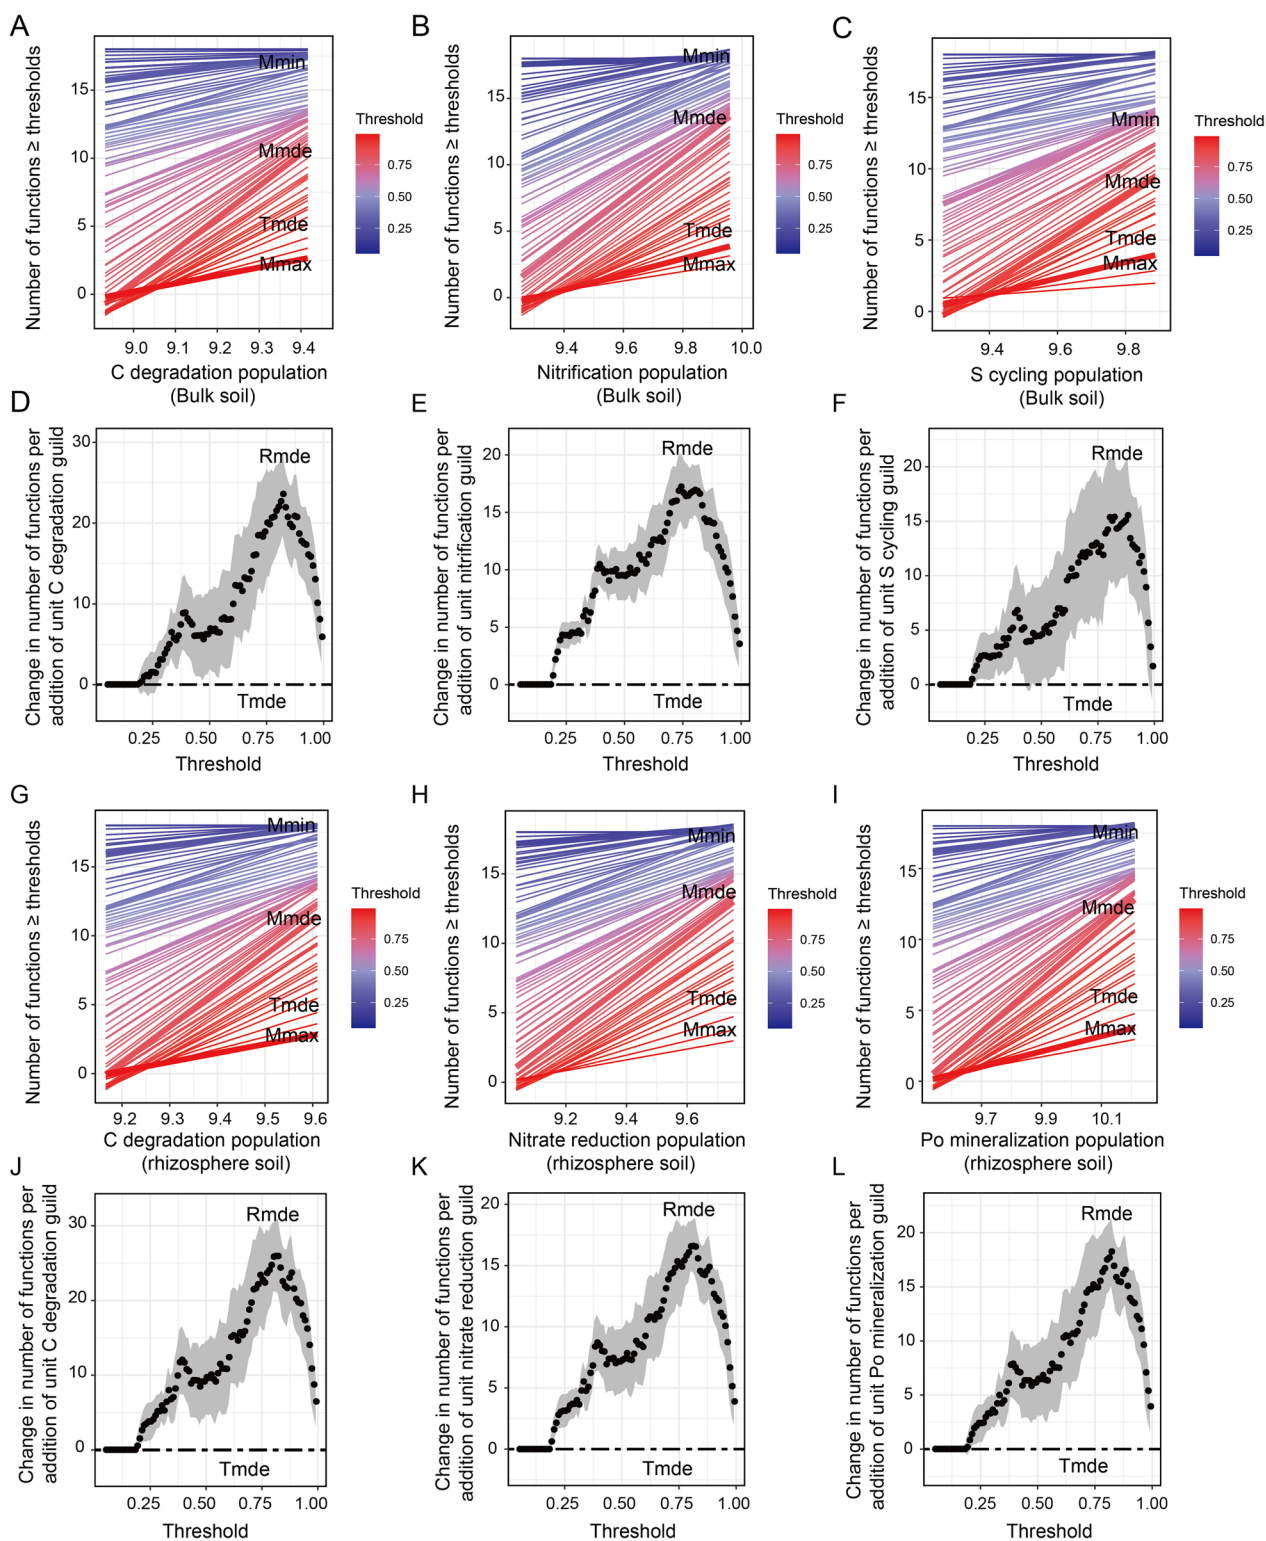 A
Number of functions ≥ thresholds
15
10
5
0
Mmin
Mmde
Tmde
Mmax
9.0 9.1 9.2 9.3 9.4
C degradation population
(Bulk soil)
Threshold
0.75
0.50
0.25
B
Number of functions ≥ thresholds
15
10
5
0
Mmin
Mmde
Tmde
Mmax
9.4 9.6 9.8 10.0
Nitrification population
(Bulk soil)
Threshold
0.75
0.50
0.25
C
Number of functions ≥ thresholds
15
10
5
0
Mmin
Mmde
Tmde
Mmax
9.4 9.6 9.8
S cycling population
(Bulk soil)
Threshold
0.75
0.50
0.25
D
Change in number of functions per
addition of unit C degradation guild
30
20
10
0
Rmde
Tmde
0.25 0.50 0.75 1.00
Threshold
E
Change in number of functions per
addition of unit nitrification guild
20
15
10
5
0
Rmde
Tmde
0.25 0.50 0.75 1.00
Threshold
F
Change in number of functions per
addition of unit S cycling guild
20
15
10
5
0
Rmde
Tmde
0.25 0.50 0.75 1.00
Threshold
G
Number of functions ≥ thresholds
15
10
5
0
Mmin
Mmde
Tmde
Mmax
9.2 9.3 9.4 9.5 9.6
C degradation population
(rhizosphere soil)
Threshold
0.75
0.50
0.25
H
Number of functions ≥ thresholds
15
10
5
0
Mmin
Mmde
Tmde
Mmax
9.2 9.4 9.6
Nitrate reduction population
(rhizosphere soil)
Threshold
0.75
0.50
0.25
I
Number of functions ≥ thresholds
15
10
5
0
Mmin
Mmde
Tmde
Mmax
9.7 9.9 10.1
Po mineralization population
(rhizosphere soil)
Threshold
0.75
0.50
0.25
J
Change in number of functions per
addition of unit C degradation guild
30
20
10
0
Rmde
Tmde
0.25 0.50 0.75 1.00
Threshold
K
Change in number of functions per
addition of unit nitrate reduction guild
20
15
10
5
0
Rmde
Tmde
0.25 0.50 0.75 1.00
Threshold
L
Change in number of functions per
addition of unit Po mineralization guild
20
15
10
5
0
Rmde
Tmde
0.25 0.50 0.75 1.00
Threshold